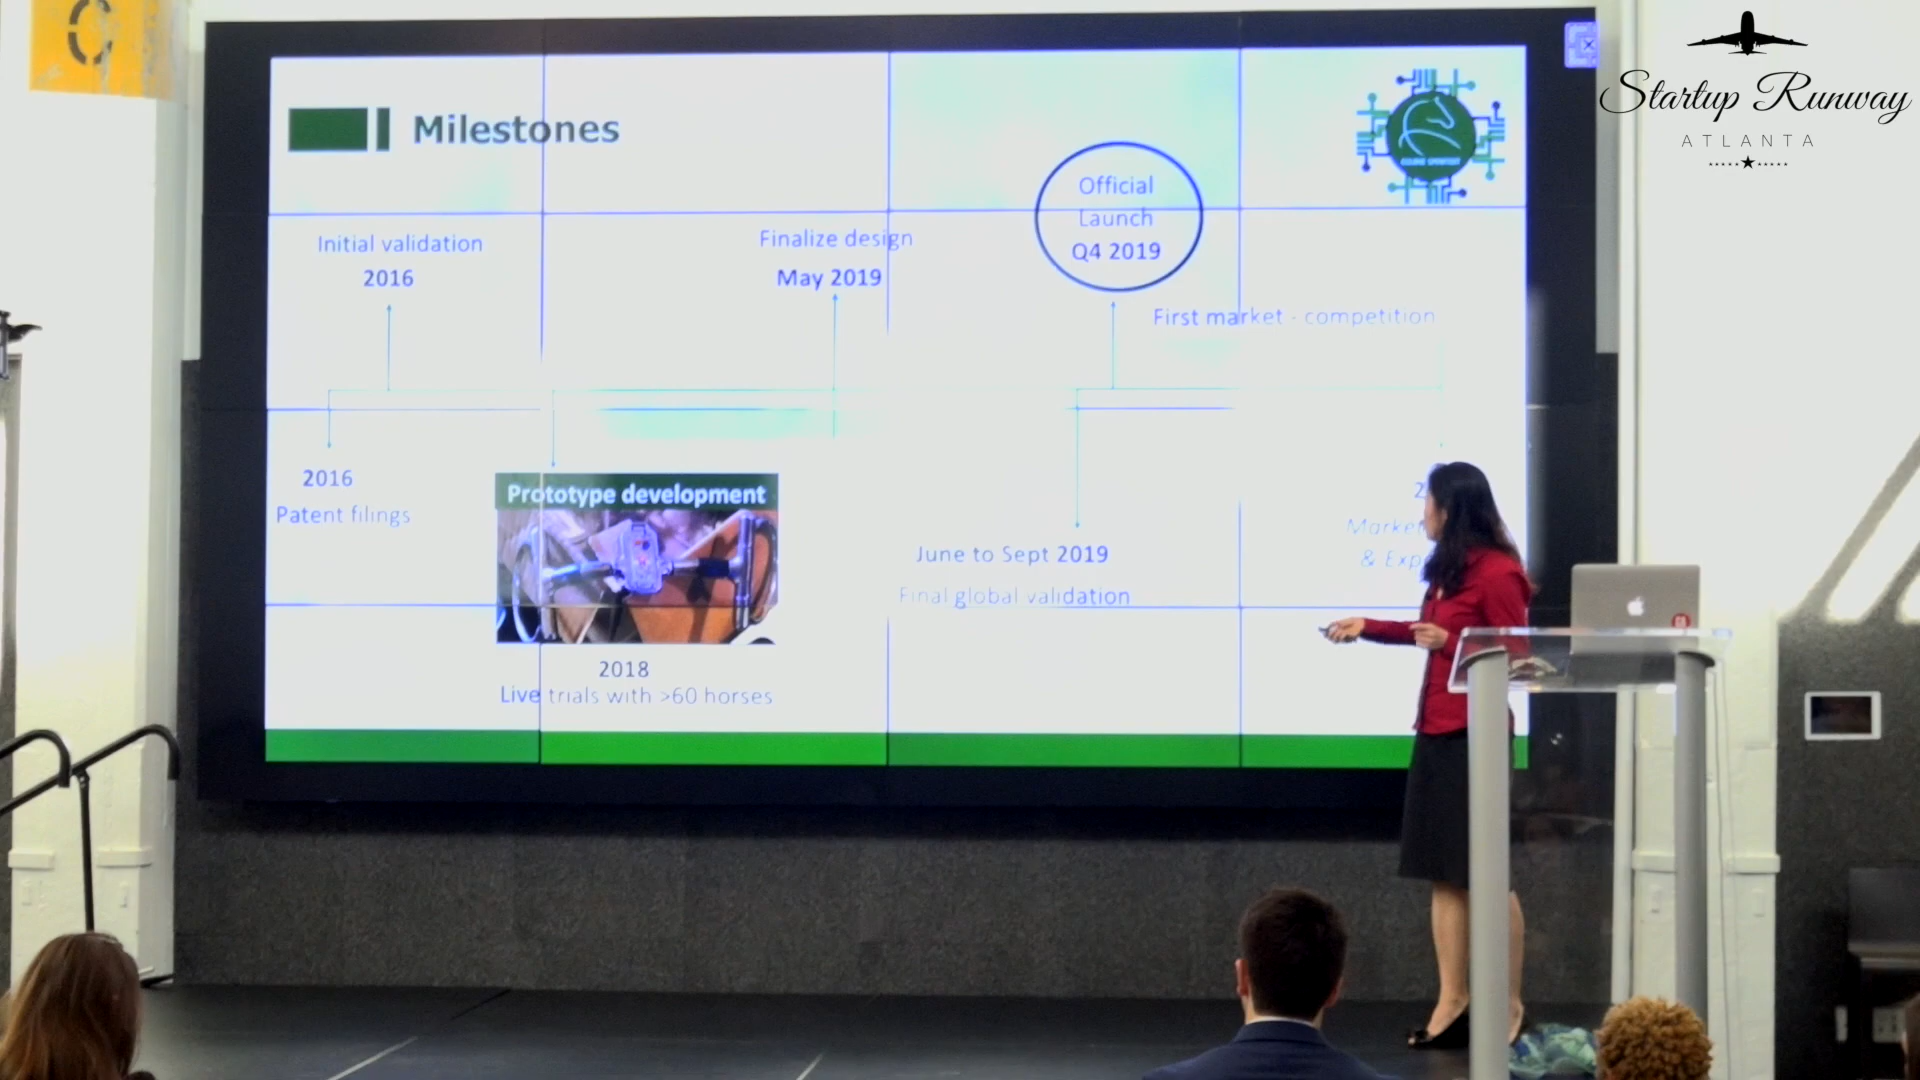 Startup Runway
ATLANTA
Milestones
Official
Launch
Q4 2019
Initial validation
2016
Finalize design
May 2019
First market - competition
2016
Patent filings
Prototype development
2018
Live trials with >60 horses
June to Sept 2019
Final global validation
&